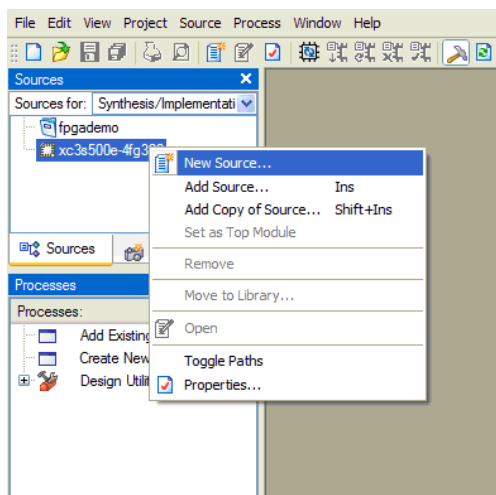 File Edit View Project Source Process Window Help
Sources
Sources for: Synthesis/Implementati
fpgademo
xc3s500e-4fg3
New Source...
Add Source... Ins
Add Copy of Source... Shift+Ins
Set as Top Module
Remove
Move to Library...
Open
Toggle Paths
Properties...
Sources
Processes
Processes:
Add Existing
Create New
Design Utili